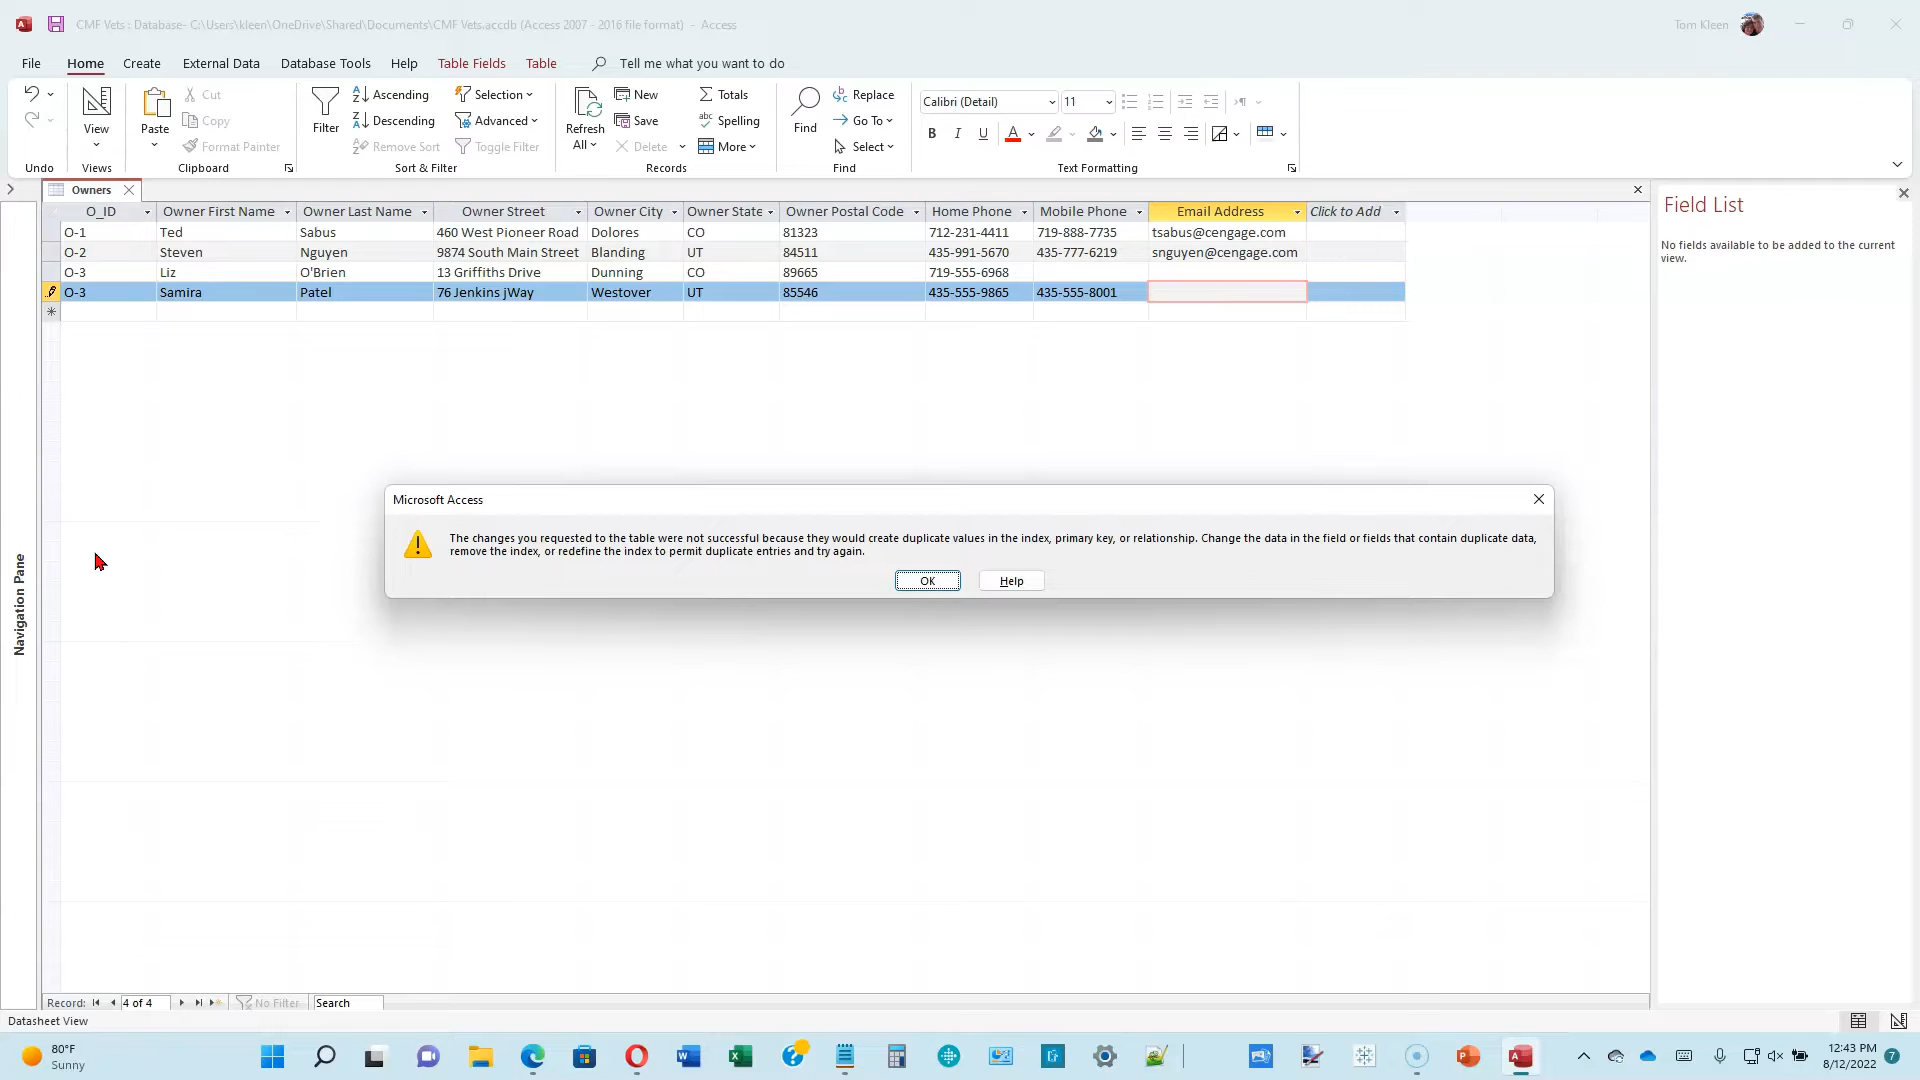 CMF Vets : Database- C:\Users\kleen\OneDrive\Shared\Documents\CMF Vets.accdb (Access 2007 - 2016 file format) - Access
Tom Kleen
File Home Create External Data Database Tools Help Table Fields Table Tell me what you want to do
Undo
View
Views
Paste
Cut
Copy
Format Painter
Clipboard
Filter
Ascending
Descending
Remove Sort
Selection
Advanced
Toggle Filter
Sort & Filter
Refresh
All
New
Save
Delete
Totals
Spelling
More
Records
Find
Replace
Go To
Select
Find
Calibri (Detail) 11
B I U A
Text Formatting
Owners
O_ID Owner First Name Owner Last Name Owner Street Owner City Owner State Owner Postal Code Home Phone Mobile Phone Email Address Click to Add
O-1 Ted Sabus 460 West Pioneer Road Dolores CO 81323 712-231-4411 719-888-7735 tsabus@cengage.com
O-2 Steven Nguyen 9874 South Main Street Blanding UT 84511 435-991-5670 435-777-6219 snguyen@cengage.com
O-3 Liz O'Brien 13 Griffiths Drive Dunning CO 89665 719-555-6968
O-3 Samira Patel 76 Jenkins jWay Westover UT 85546 435-555-9865 435-555-8001
Field List
No fields available to be added to the current
view.
Navigation Pane
Microsoft Access
The changes you requested to the table were not successful because they would create duplicate values in the index, primary key, or relationship. Change the data in the field or fields that contain duplicate data,
remove the index, or redefine the index to permit duplicate entries and try again.
OK Help
Record: 4 of 4 No Filter Search
Datasheet View
80°F
Sunny
12:43 PM
8/12/2022
7